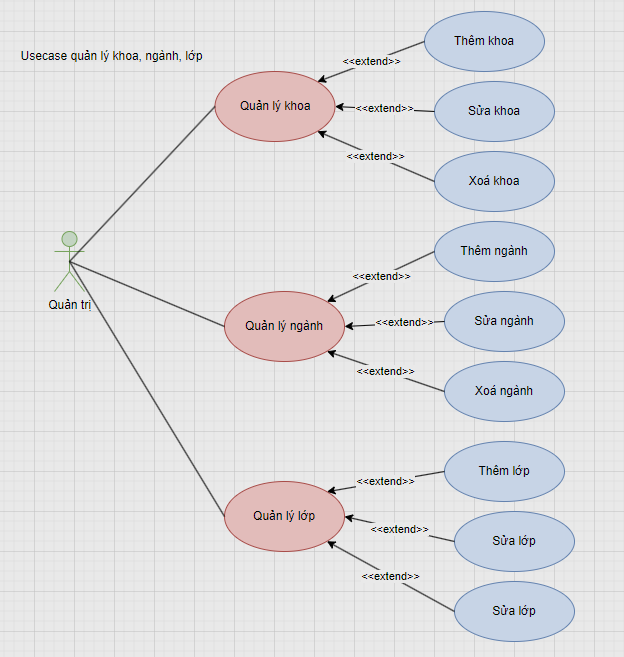 Usecase quản lý khoa, ngành, lớp
Thêm khoa
<<extend>>
Quản lý khoa
<<extend>>
Sửa khoa
<<extend>>
Xoá khoa
Quản trị
Thêm ngành
<<extend>>
Quản lý ngành
<<extend>>
Sửa ngành
<<extend>>
Xoá ngành
Thêm lớp
<<extend>>
Quản lý lớp
<<extend>>
Sửa lớp
<<extend>>
Sửa lớp